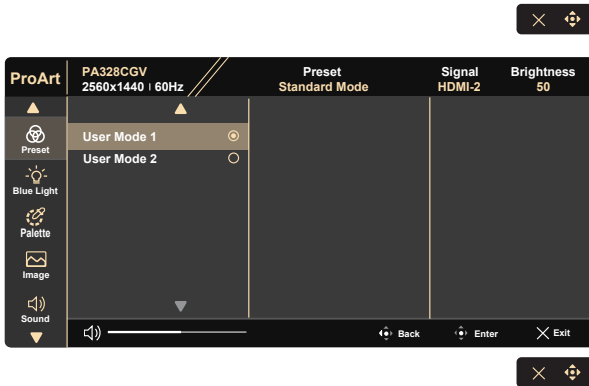 ProArt
PA328CGV
2560x1440 | 60Hz
Preset
Standard Mode
Signal
HDMI-2
Brightness
50
Preset
Blue Light
Palette
Image
Sound
User Mode 1
User Mode 2
Back
Enter
Exit